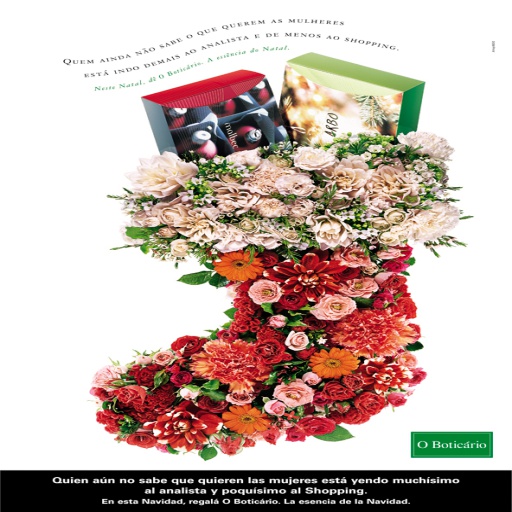 Quem ainda não sabe o que querem as mulheres
está indo demais ao analista e de menos ao shopping.
Neste Natal, dê O Boticário. A essência do Natal.
ARBO
O Boticário
Quien aún no sabe que quieren las mujeres está yendo muchísimo
al analista y poquísimo al Shopping.
En esta Navidad, regalá O Boticário. La esencia de la Navidad.